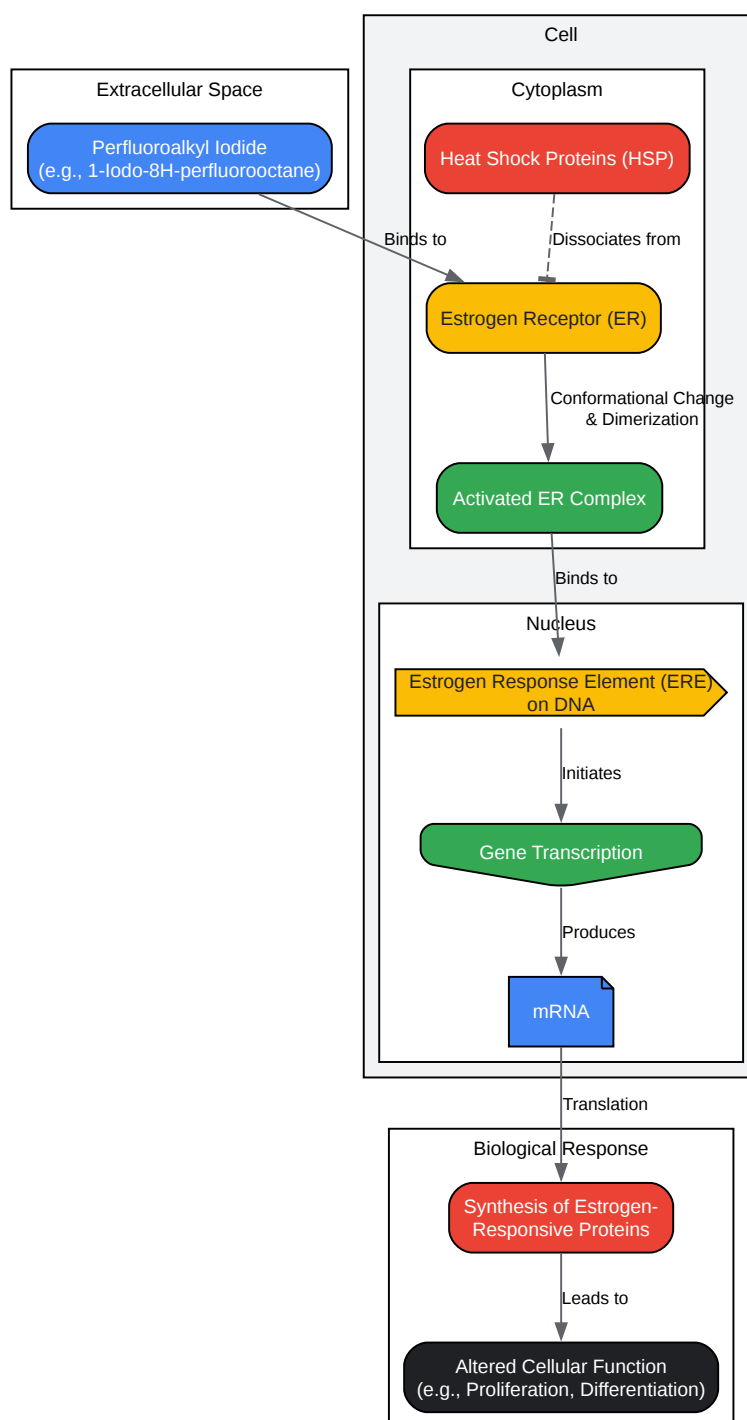 Cell
Extracellular Space
Cytoplasm
Perfluoroalkyl Iodide
(e.g., 1-Iodo-8H-perfluorooctane)
Heat Shock Proteins (HSP)
Binds to
Dissociates from
Estrogen Receptor (ER)
Conformational Change
& Dimerization
Activated ER Complex
Binds to
Nucleus
Estrogen Response Element (ERE)
on DNA
Initiates
Gene Transcription
Produces
mRNA
Translation
Biological Response
Synthesis of Estrogen-
Responsive Proteins
Leads to
Altered Cellular Function
(e.g., Proliferation, Differentiation)